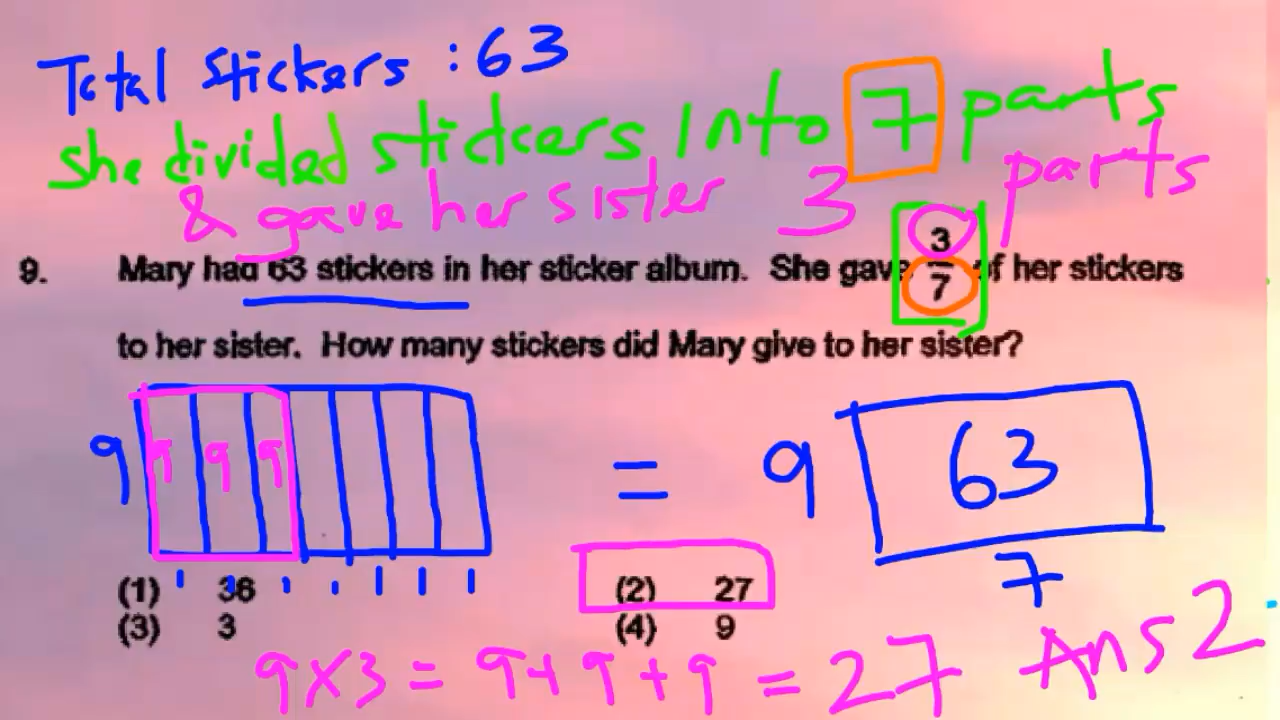 Total stickers : 63
she divided stickers Into 7 parts
& gave her sister 3 parts
9. Mary had 63 stickers in her sticker album. She gave 3/7 of her stickers
to her sister. How many stickers did Mary give to her sister?
9 9 9 9 = 9 63
7
(1) 36 (2) 27
(3) 3 (4) 9
9 x 3 = 9 + 9 + 9 = 27 Ans 2